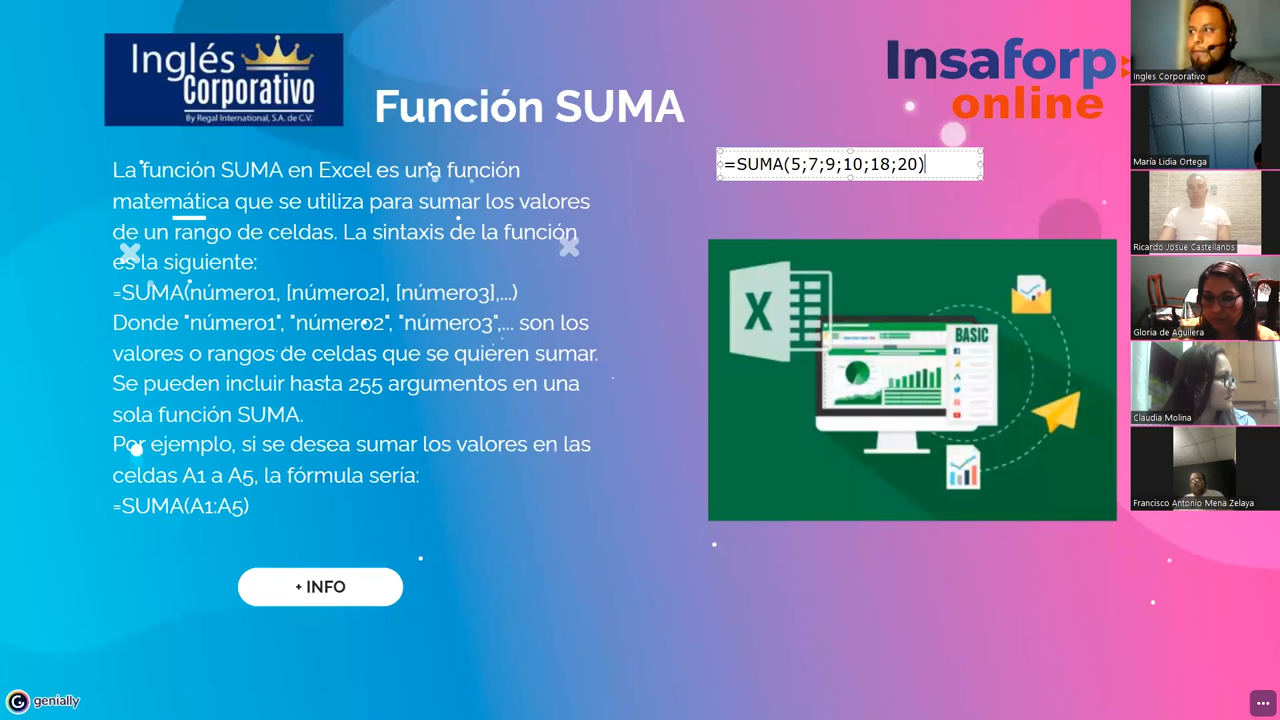 Inglés
Corporativo
By Regal International, S.A. de C.V.
Función SUMA
Insaforp
online
La función SUMA en Excel es una función
matemática que se utiliza para sumar los valores
de un rango de celdas. La sintaxis de la función
es la siguiente:
=SUMA(número1, [número2], [número3],...)
Donde "número1", "número2", "número3",... son los
valores o rangos de celdas que se quieren sumar.
Se pueden incluir hasta 255 argumentos en una
sola función SUMA.
Por ejemplo, si se desea sumar los valores en las
celdas A1 a A5, la fórmula sería:
=SUMA(A1:A5)
+ INFO
=SUMA(5;7;9;10;18;20)
X
BASIC
Ingles Corporativo
María Lidia Ortega
Ricardo Josue Castellanos
Gloria de Aguilera
Claudia Molina
Francisco Antonio Mena Zelaya
genially